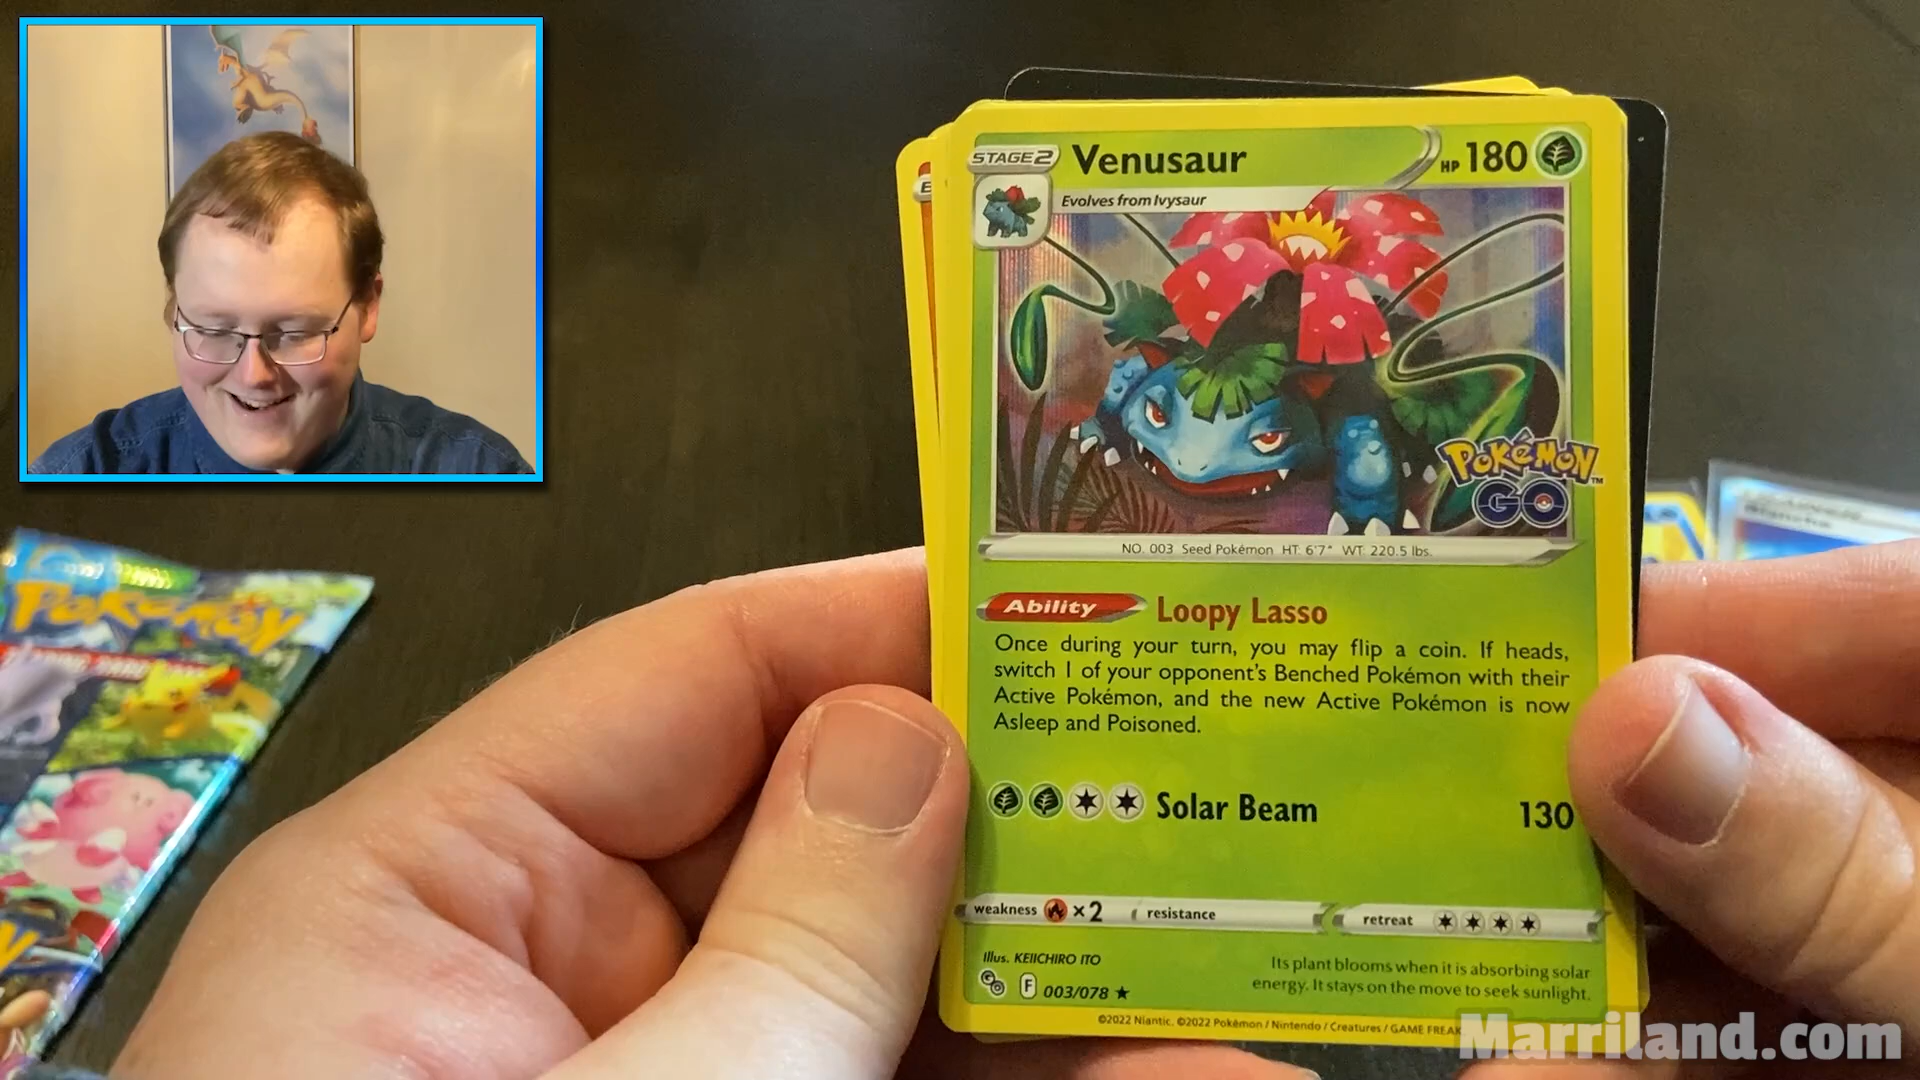 STAGE2
Venusaur
HP 180
Evolves from Ivysaur
POKéMON
GO
™
NO. 003 Seed Pokémon HT: 6'7" WT: 220.5 lbs.
Ability
Loopy Lasso
Once during your turn, you may flip a coin. If heads,
switch 1 of your opponent's Benched Pokémon with their
Active Pokémon, and the new Active Pokémon is now
Asleep and Poisoned.
Solar Beam
130
weakness ×2
resistance
retreat
Illus. KEIICHIRO ITO
GO F 003/078 ★
Its plant blooms when it is absorbing solar
energy. It stays on the move to seek sunlight.
©2022 Niantic. ©2022 Pokémon / Nintendo / Creatures / GAME FREAK
POKéMON
Marriland.com